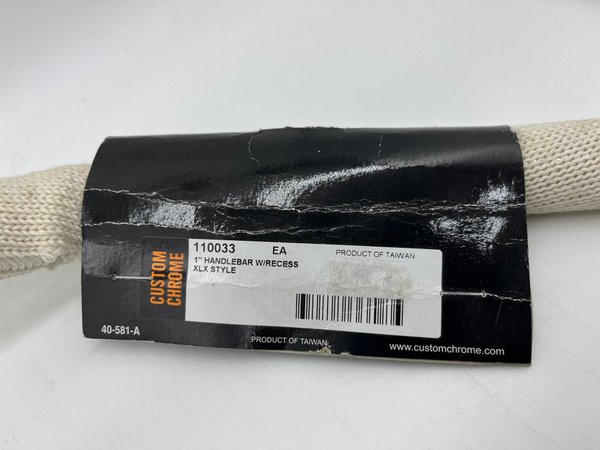 110033 EA
PRODUCT OF TAIWAN
1" HANDLEBAR W/RECESS
XLX STYLE
CUSTOM
CHROME
40-581-A
PRODUCT OF TAIWAN
www.customchrome.com